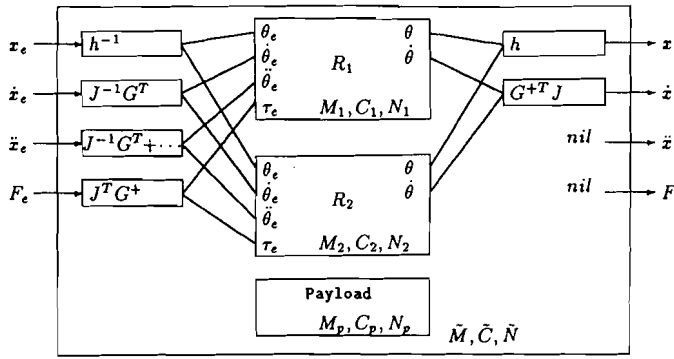 x_e h^{-1} θ_e θ h x
θ̇_e θ̇
ẋ_e J^{-1}G^T R_1 G^{+T}J ẋ
θ̈_e
τ_e M_1, C_1, N_1
ẍ_e J^{-1}G^T+··· nil ẍ
θ_e θ
F_e J^TG^+ θ̇_e R_2 θ̇ nil F
θ̈_e
τ_e M_2, C_2, N_2
Payload
M_p, C_p, N_p
M̃, C̃, Ñ